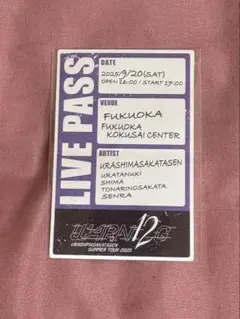 LIVE PASS
DATE
2025/9/20(SAT)
OPEN 16:00 / START 17:00
VENUE
FUKUOKA
FUKUOKA
KOKUSAI CENTER
ARTIST
URASHIMASAKATASEN
URATANUKI
SHIMA
TONARINOSAKATA
SENRA
12
URASHIMASAKATASEN
SUMMER TOUR 2025